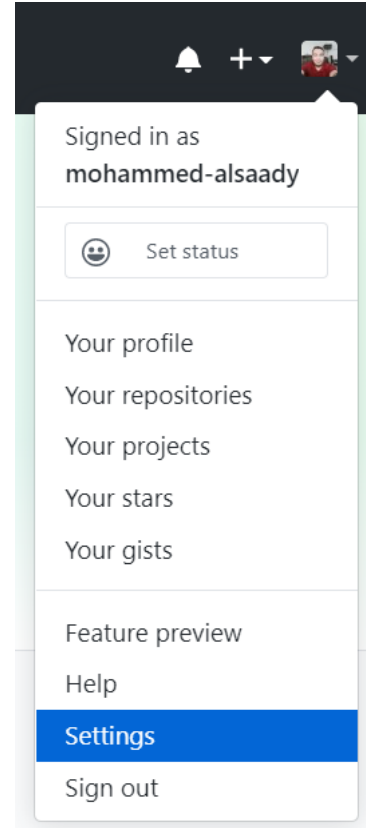 Signed in as
mohammed-alsaady
Set status
Your profile
Your repositories
Your projects
Your stars
Your gists
Feature preview
Help
Settings
Sign out